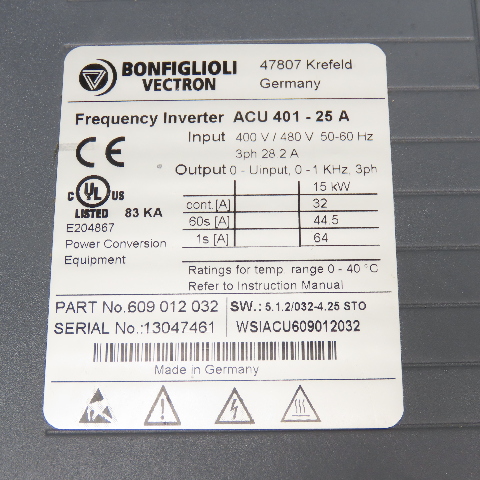 BONFIGLIOLI
VECTRON
47807 Krefeld
Germany
Frequency Inverter ACU 401 - 25 A
Input 400 V / 480 V 50-60 Hz
3ph 28.2 A
Output 0 - Uinput, 0 - 1 KHz, 3ph
15 kW
cont.[A] 32
60s [A] 44.5
1s [A] 64
CE
C UL US
LISTED 83 KA
E204867
Power Conversion
Equipment
Ratings for temp. range 0 - 40 °C
Refer to Instruction Manual
PART No.:609 012 032
SW.: 5.1.2/032-4.25 STO
SERIAL No.:13047461
WSIACU609012032
Made in Germany